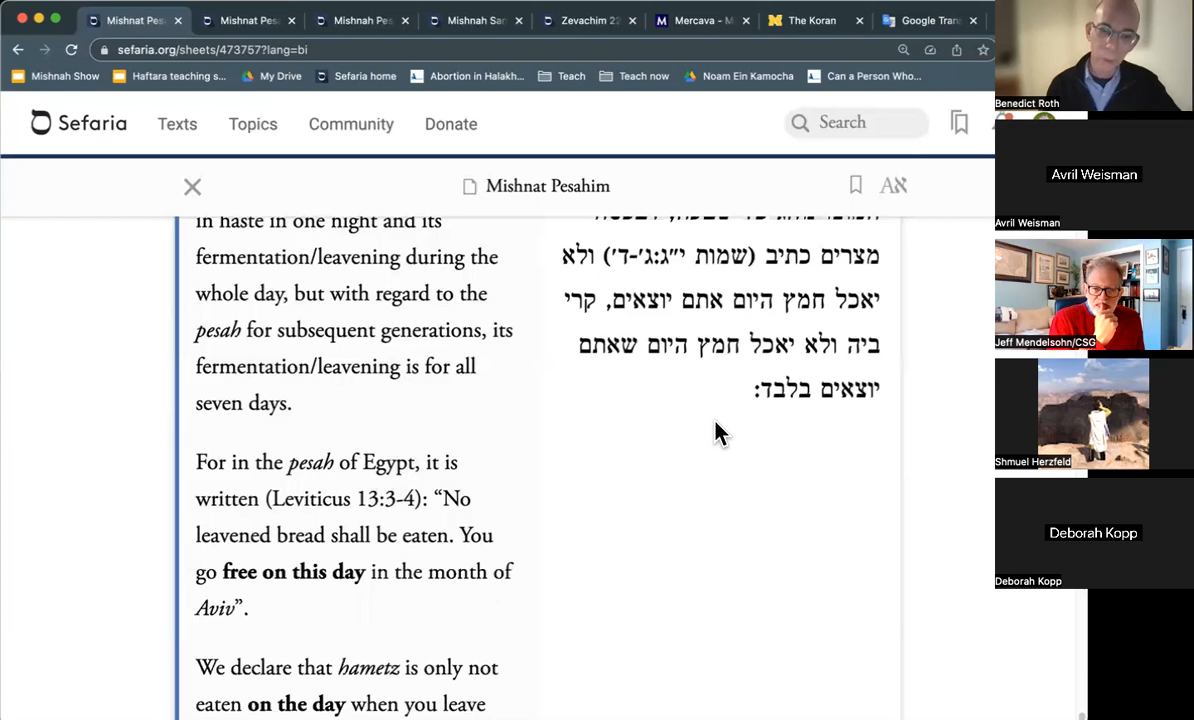 Mishnat Pesa
Mishnat Pesa
Mishnah Pes
Mishnah San
Zevachim 22
Mercava - M
The Koran
Google Tran
sefaria.org/sheets/473757?lang=bi
Mishnah Show
Haftara teaching s...
My Drive
Sefaria home
Abortion in Halakh...
Teach
Teach now
Noam Ein Kamocha
Can a Person Who...
Sefaria
Texts
Topics
Community
Donate
Search
Mishnat Pesahim
in haste in one night and its
fermentation/leavening during the
whole day, but with regard to the
pesah for subsequent generations, its
fermentation/leavening is for all
seven days.
For in the pesah of Egypt, it is
written (Leviticus 13:3-4): “No
leavened bread shall be eaten. You
go free on this day in the month of
Aviv”.
We declare that hametz is only not
eaten on the day when you leave
מצרים כתיב (שמות י״ג:ג׳-ד׳) ולא
יאכל חמץ היום אתם יוצאים, קרי
ביה ולא יאכל חמץ היום שאתם
יוצאים בלבד:
Benedict Roth
Avril Weisman
Avril Weisman
Jeff Mendelsohn/CSG
Shmuel Herzfeld
Deborah Kopp
Deborah Kopp